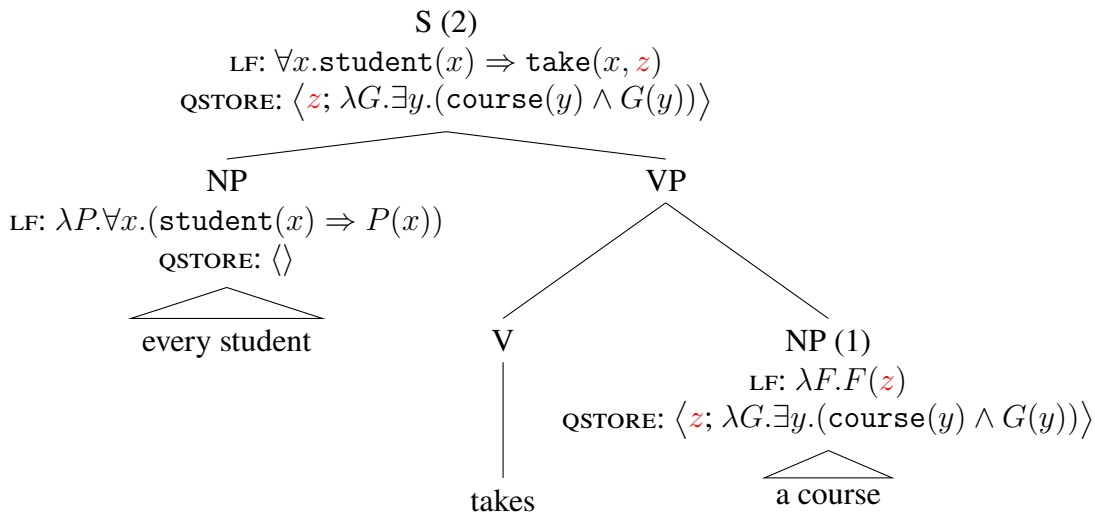 S (2)
LF: ∀x.student(x) ⇒ take(x, z)
QSTORE: ⟨z; λG.∃y.(course(y) ∧ G(y))⟩
NP
VP
LF: λP.∀x.(student(x) ⇒ P(x))
QSTORE: ⟨⟩
every student
V
NP (1)
LF: λF.F(z)
QSTORE: ⟨z; λG.∃y.(course(y) ∧ G(y))⟩
takes
a course